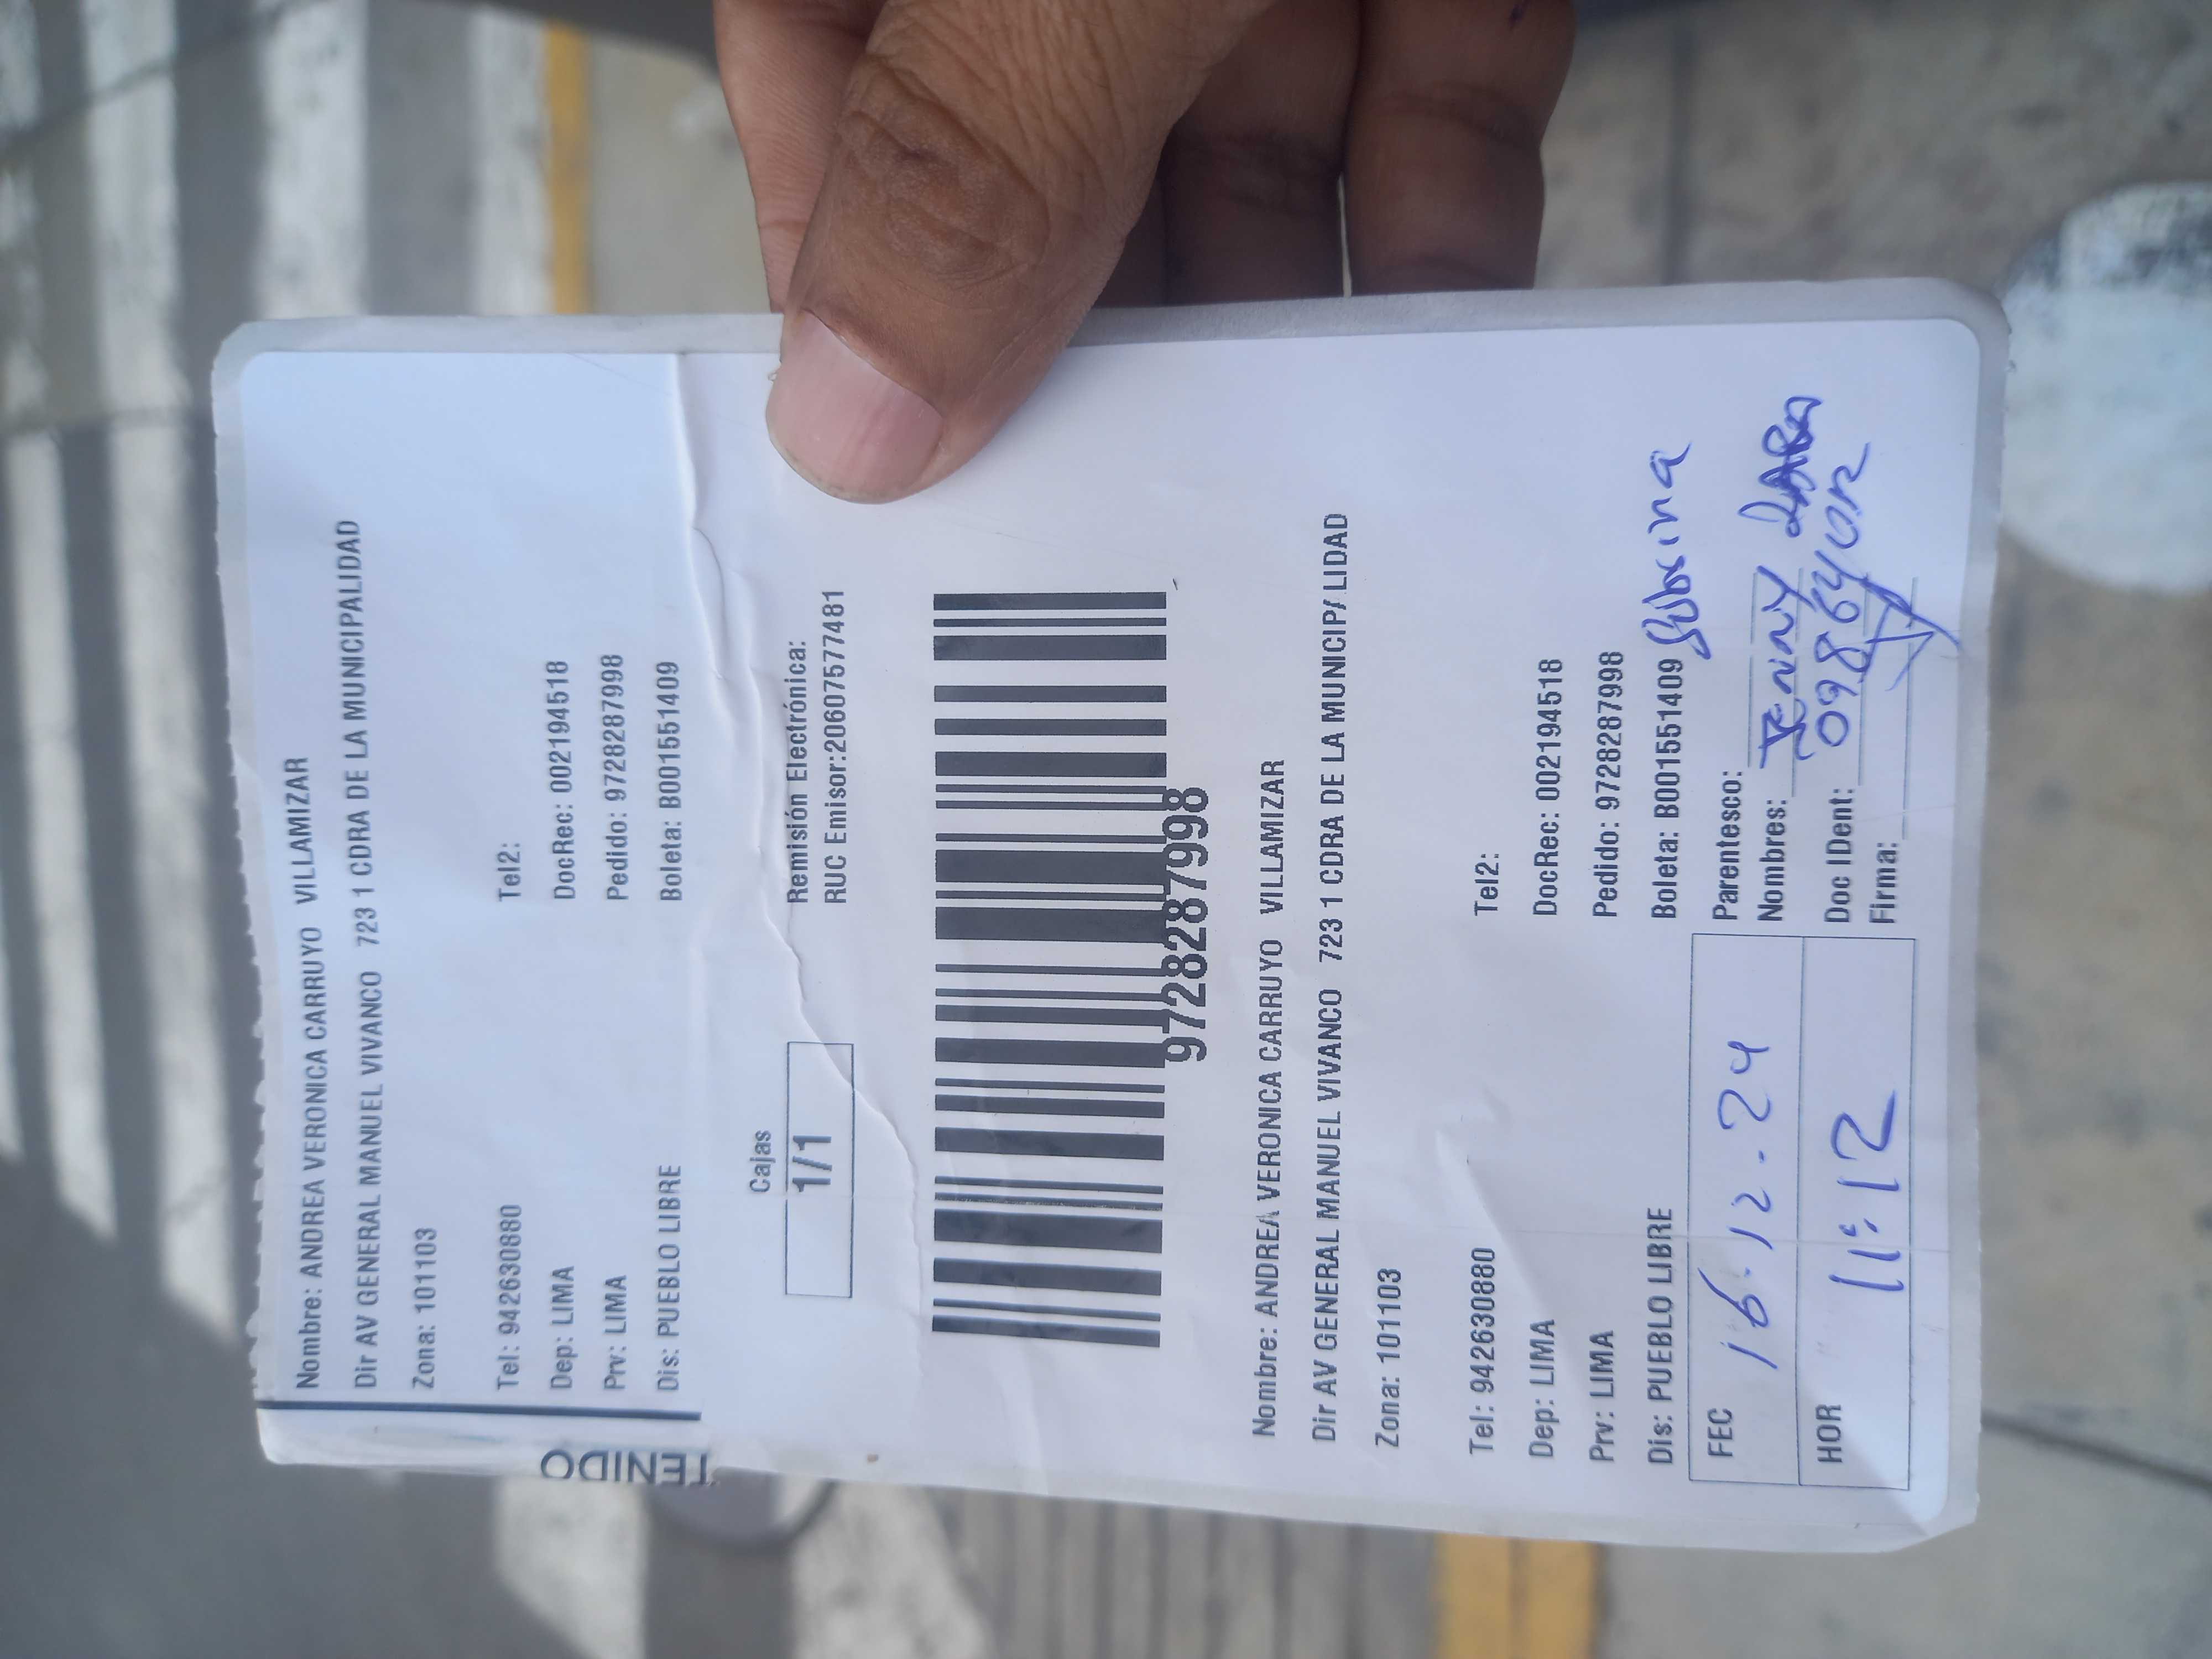 TENIDO
Nombre: ANDREA VERONICA CARRUYO VILLAMIZAR
Dir AV GENERAL MANUEL VIVANCO 723 1 CDRA DE LA MUNICIPALIDAD
Zona: 101103
Tel: 942630880 Tel2:
Dep: LIMA DocRec: 002194518
Prv: LIMA Pedido: 9728287998
Dis: PUEBLO LIBRE Boleta: B001551409
Cajas
1/1
Remisión Electrónica:
RUC Emisor:20607577481
9728287998
Nombre: ANDREA VERONICA CARRUYO VILLAMIZAR
Dir AV GENERAL MANUEL VIVANCO 723 1 CDRA DE LA MUNICIPALIDAD
Zona: 101103
Tel: 942630880 Tel2:
Dep: LIMA DocRec: 002194518
Prv: LIMA Pedido: 9728287998
Dis: PUEBLO LIBRE Boleta: B001551409
FEC 16.12.24
HOR 11:12
Parentesco:
Nombres:
Doc IDent:
Firma: